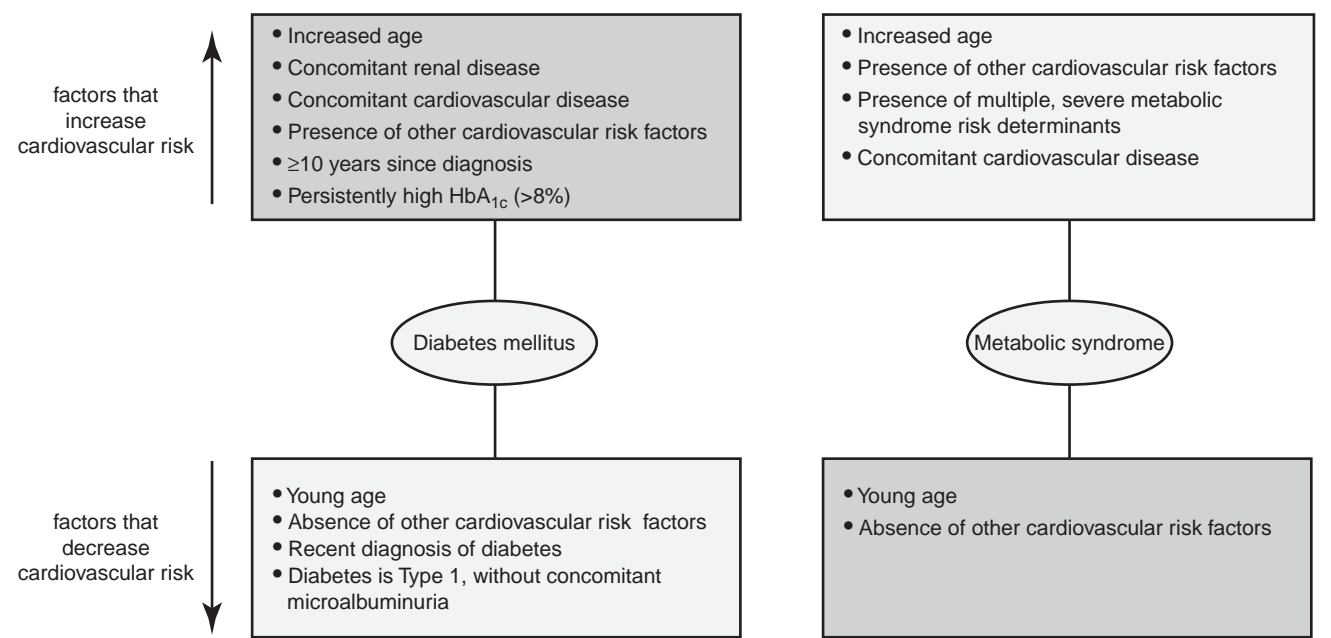 factors that
increase
cardiovascular risk
• Increased age
• Concomitant renal disease
• Concomitant cardiovascular disease
• Presence of other cardiovascular risk factors
• ≥10 years since diagnosis
• Persistently high HbA1c (>8%)
• Increased age
• Presence of other cardiovascular risk factors
• Presence of multiple, severe metabolic
syndrome risk determinants
• Concomitant cardiovascular disease
Diabetes mellitus
Metabolic syndrome
factors that
decrease
cardiovascular risk
• Young age
• Absence of other cardiovascular risk factors
• Recent diagnosis of diabetes
• Diabetes is Type 1, without concomitant
microalbuminuria
• Young age
• Absence of other cardiovascular risk factors